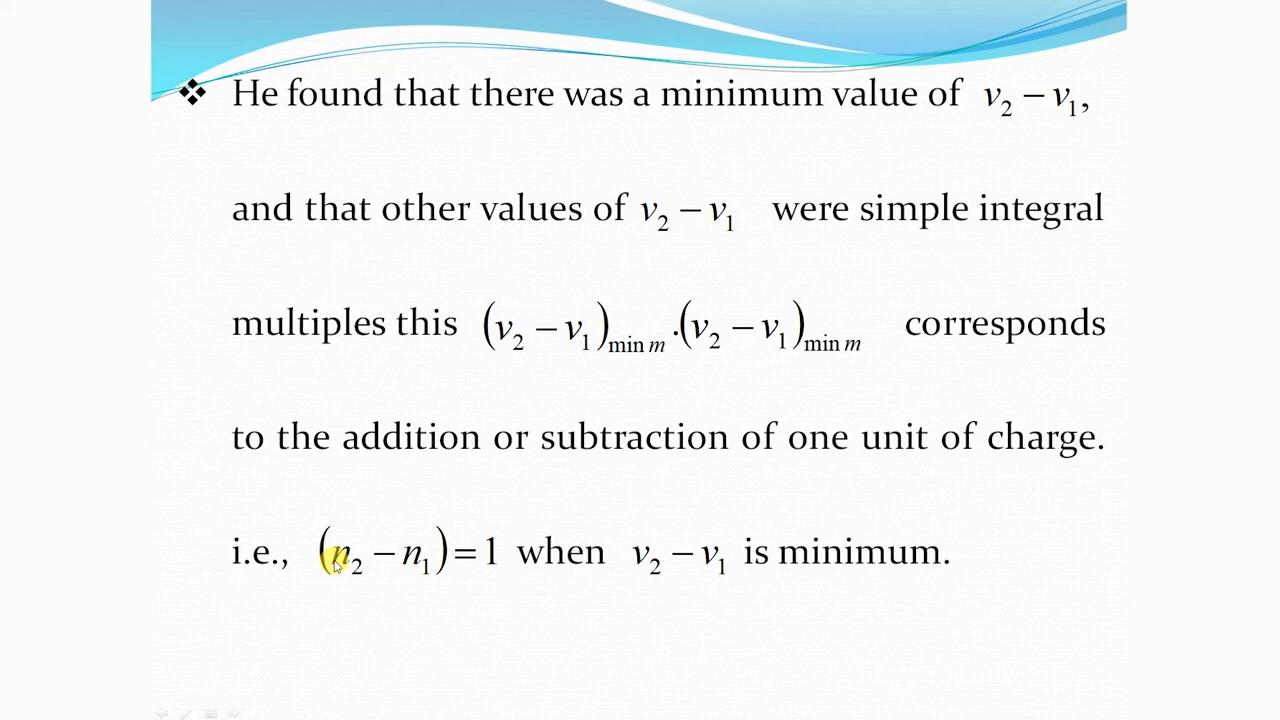 ❖ He found that there was a minimum value of v₂ − v₁,
and that other values of v₂ − v₁ were simple integral
multiples this (v₂ − v₁)min m .(v₂ − v₁)min m corresponds
to the addition or subtraction of one unit of charge.
i.e., (n₂ − n₁) = 1 when v₂ − v₁ is minimum.